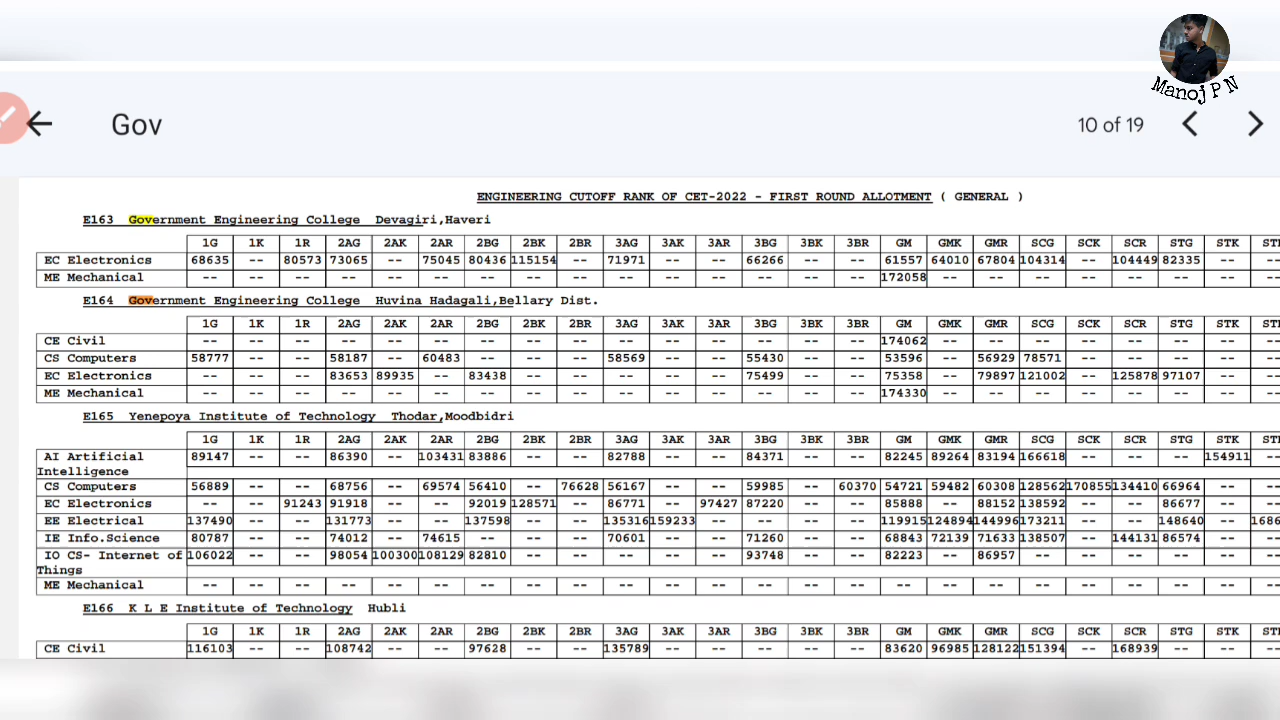 Manoj P N
Gov
10 of 19
ENGINEERING CUTOFF RANK OF CET-2022 - FIRST ROUND ALLOTMENT ( GENERAL )
E163 Government Engineering College Devagiri,Haveri
1G 1K 1R 2AG 2AK 2AR 2BG 2BK 2BR 3AG 3AK 3AR 3BG 3BK 3BR GM GMK GMR SCG SCK SCR STG STK
EC Electronics 68635 -- 80573 73065 -- 75045 80436 115154 -- 71971 -- -- 66266 -- -- 61557 64010 67804 104314 -- 104449 82335 -- --
ME Mechanical -- -- -- -- -- -- -- -- -- -- -- -- -- -- -- 172058 -- -- -- -- -- -- -- --
E164 Government Engineering College Huvina Hadagali,Bellary Dist.
1G 1K 1R 2AG 2AK 2AR 2BG 2BK 2BR 3AG 3AK 3AR 3BG 3BK 3BR GM GMK GMR SCG SCK SCR STG STK
CE Civil -- -- -- -- -- -- -- -- -- -- -- -- -- -- -- 174062 -- -- -- -- -- -- -- --
CS Computers 58777 -- -- 58187 -- 60483 -- -- -- 58569 -- -- 55430 -- -- 53596 -- 56929 78571 -- -- -- -- --
EC Electronics -- -- -- 83653 89935 -- 83438 -- -- -- -- -- 75499 -- -- 75358 -- 79897 121002 -- 125878 97107 -- --
ME Mechanical -- -- -- -- -- -- -- -- -- -- -- -- -- -- -- 174330 -- -- -- -- -- -- -- --
E165 Yenepoya Institute of Technology Thodar,Moodbidri
1G 1K 1R 2AG 2AK 2AR 2BG 2BK 2BR 3AG 3AK 3AR 3BG 3BK 3BR GM GMK GMR SCG SCK SCR STG STK
AI Artificial 89147 -- -- 86390 -- 103431 83886 -- -- 82788 -- -- 84371 -- -- 82245 89264 83194 166618 -- -- -- 154911 --
Intelligence
CS Computers 56889 -- -- 68756 -- 69574 56410 -- 76628 56167 -- -- 59985 -- 60370 54721 59482 60308 128562 170855 134410 66964 -- --
EC Electronics -- -- 91243 91918 -- -- 92019 128571 -- 86771 -- 97427 87220 -- -- 85888 -- 88152 138592 -- -- 86677 -- --
EE Electrical 137490 -- -- 131773 -- -- 137598 -- -- 135316 159233 -- -- -- -- 119915 124894 144996 173211 -- -- 148640 --
IE Info.Science 80787 -- -- 74012 -- 74615 -- -- -- 70601 -- -- 71260 -- -- 68843 72139 71633 138507 -- 144131 86574 -- --
IO CS- Internet of 106022 -- -- 98054 100300 108129 82810 -- -- -- -- -- 93748 -- -- 82223 -- 86957 -- -- -- -- -- --
Things
ME Mechanical -- -- -- -- -- -- -- -- -- -- -- -- -- -- -- -- -- -- -- -- -- -- -- --
E166 K L E Institute of Technology Hubli
1G 1K 1R 2AG 2AK 2AR 2BG 2BK 2BR 3AG 3AK 3AR 3BG 3BK 3BR GM GMK GMR SCG SCK SCR STG STK
CE Civil 116103 -- -- 108742 -- -- 97628 -- -- 135789 -- -- -- -- -- 83620 96985 128122 151394 -- 168939 -- -- --